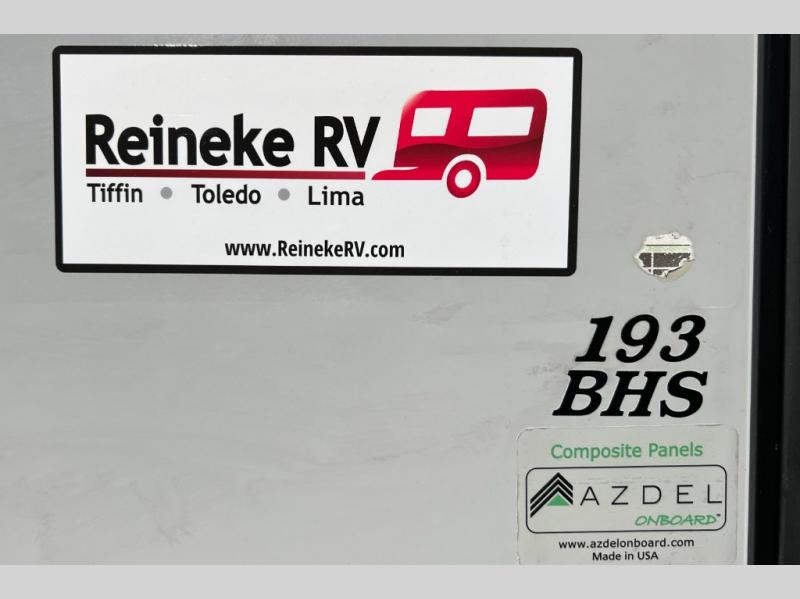 Reineke RV
Tiffin • Toledo • Lima
www.ReinekeRV.com
193
BHS
Composite Panels
AZDEL
ONBOARD™
www.azdelonboard.com
Made in USA